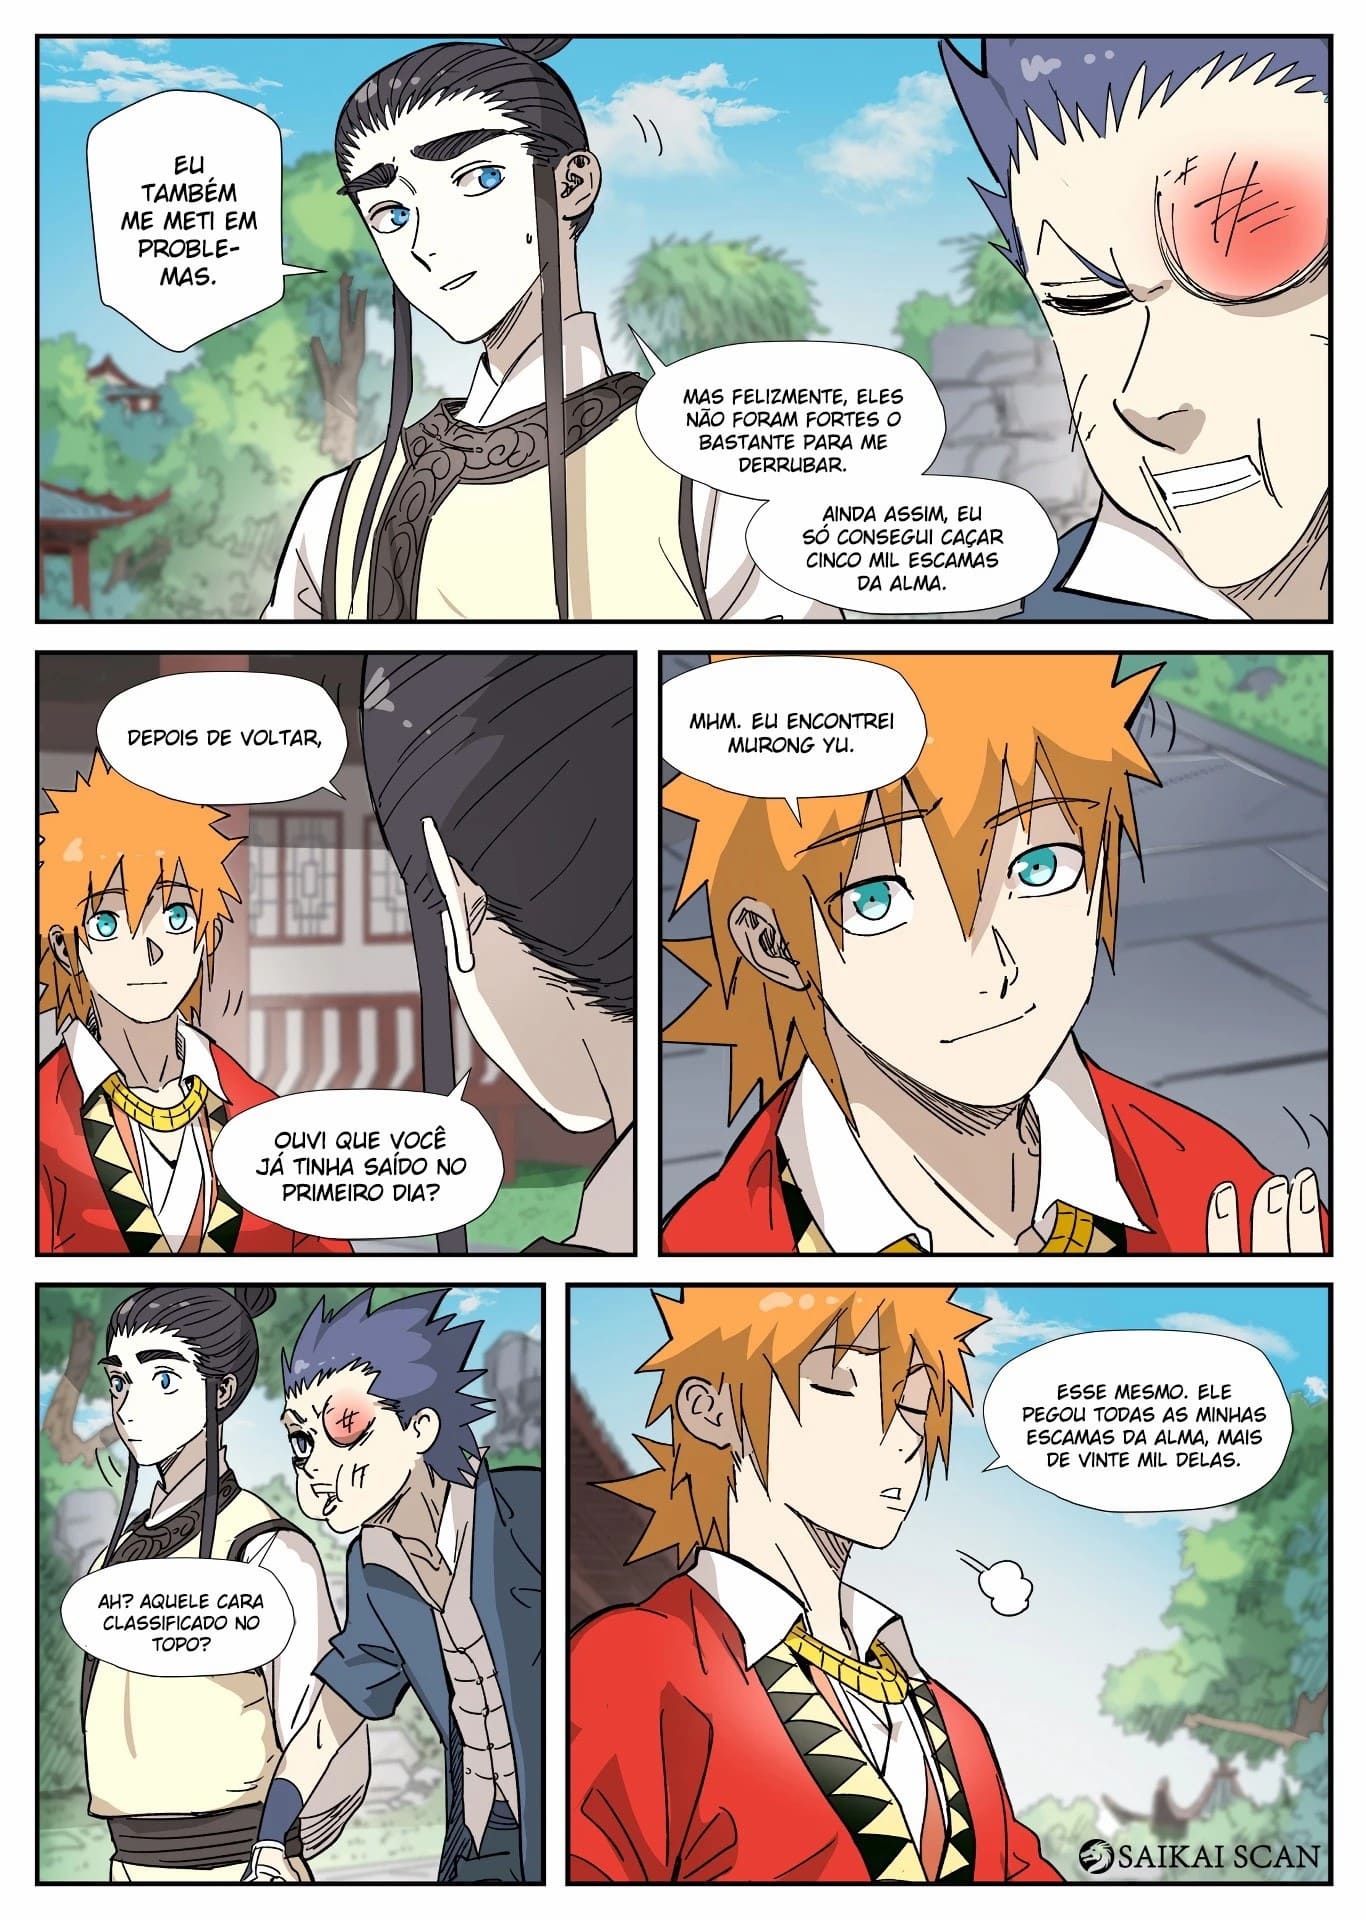 EU
TAMBÉM
ME METI EM
PROBLE-
MAS.
MAS FELIZMENTE, ELES
NÃO FORAM FORTES O
BASTANTE PARA ME
DERRUBAR.
AINDA ASSIM, EU
SÓ CONSEGUI CAÇAR
CINCO MIL ESCAMAS
DA ALMA.
DEPOIS DE VOLTAR,
OUVI QUE VOCÊ
JÁ TINHA SAÍDO NO
PRIMEIRO DIA?
MHM. EU ENCONTREI
MURONG YU.
AH? AQUELE CARA
CLASSIFICADO NO
TOPO?
ESSE MESMO. ELE
PEGOU TODAS AS MINHAS
ESCAMAS DA ALMA, MAIS
DE VINTE MIL DELAS.
SAIKAI SCAN